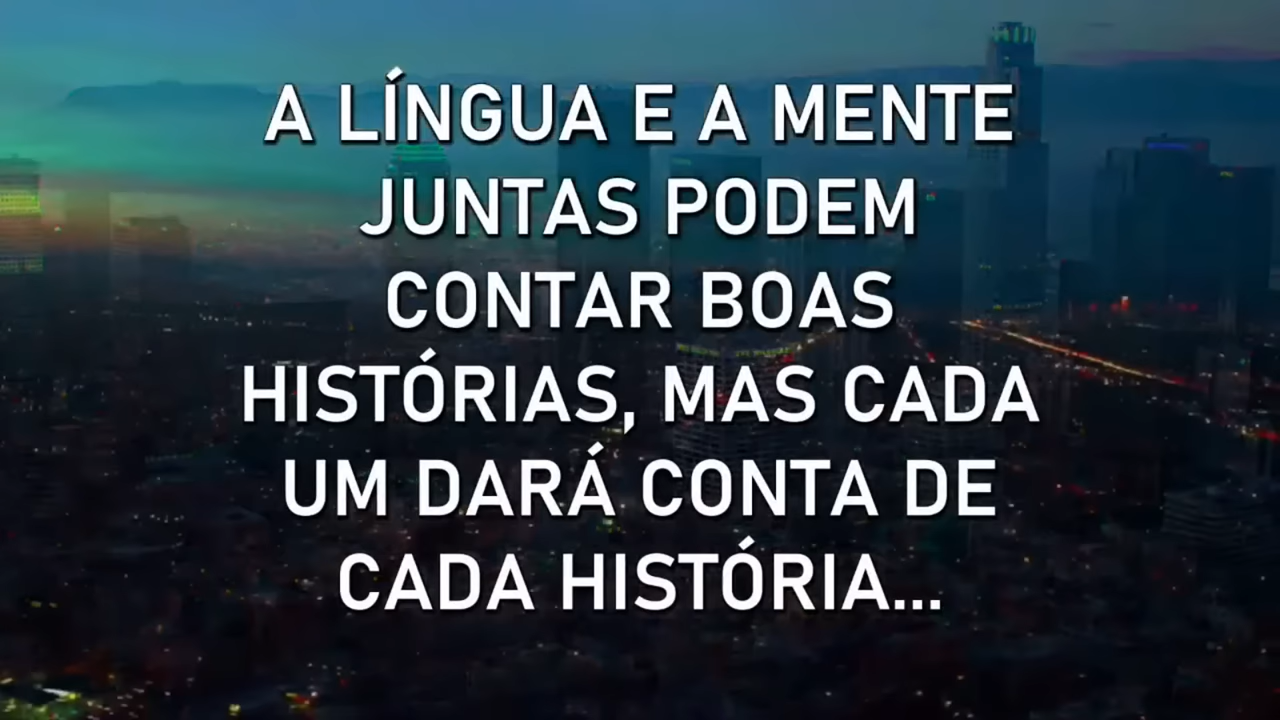 A LÍNGUA E A MENTE
JUNTAS PODEM
CONTAR BOAS
HISTÓRIAS, MAS CADA
UM DARÁ CONTA DE
CADA HISTÓRIA...